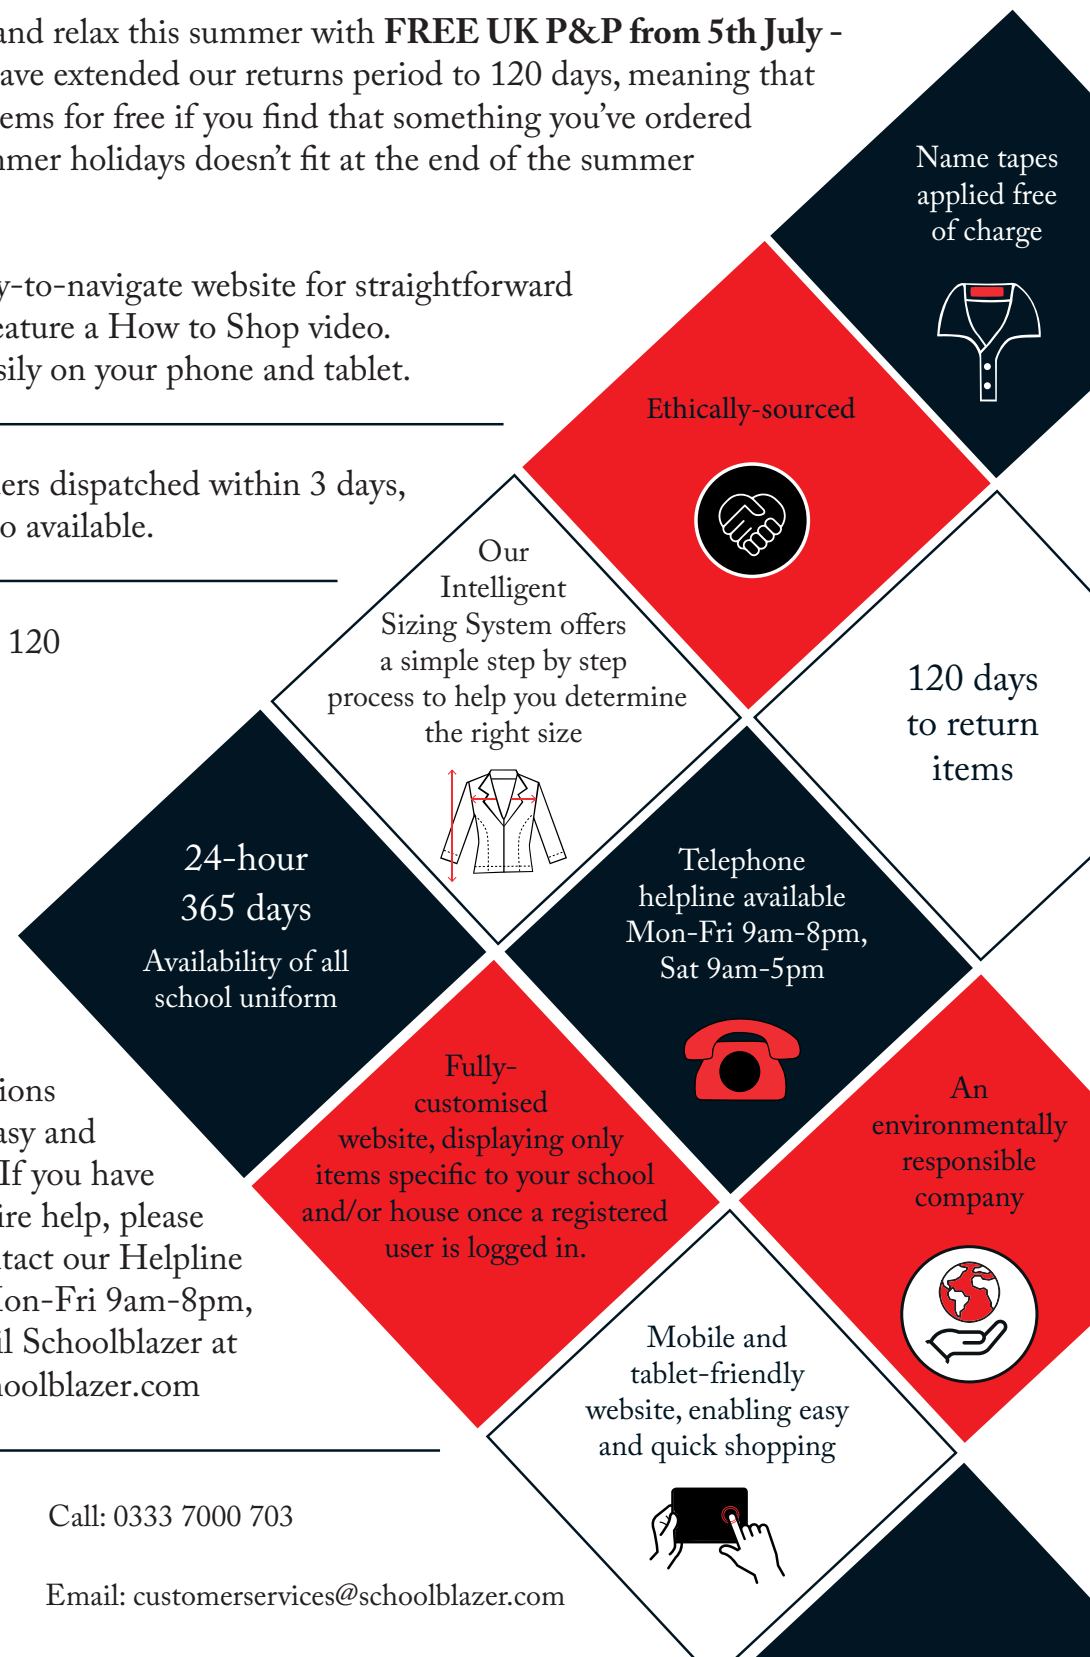 and relax this summer with FREE UK P&P from 5th July -
ave extended our returns period to 120 days, meaning that
ems for free if you find that something you've ordered
mer holidays doesn't fit at the end of the summer
y-to-navigate website for straightforward
eature a How to Shop video.
sily on your phone and tablet.
ers dispatched within 3 days,
o available.
120
Name tapes
applied free
of charge
Ethically-sourced
Our
Intelligent
Sizing System offers
a simple step by step
process to help you determine
the right size
120 days
to return
items
24-hour
365 days
Availability of all
school uniform
Telephone
helpline available
Mon-Fri 9am-8pm,
Sat 9am-5pm
Fully-
customised
website, displaying only
items specific to your school
and/or house once a registered
user is logged in.
An
environmentally
responsible
company
Mobile and
tablet-friendly
website, enabling easy
and quick shopping
ions
asy and
If you have
ire help, please
tact our Helpline
Mon-Fri 9am-8pm,
il Schoolblazer at
hoolblazer.com
Call: 0333 7000 703
Email: customerservices@schoolblazer.com